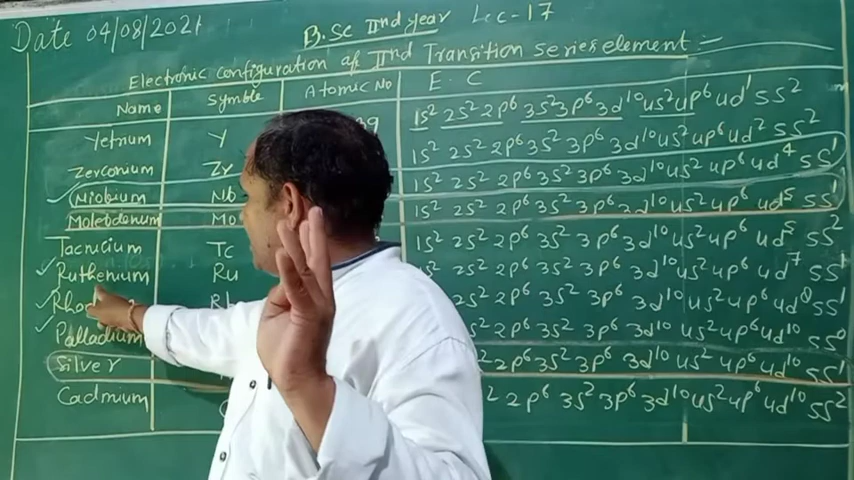 Date 04/08/2021 B.Sc IInd year Lec-17
Electronic configuration of IInd Transition series element :-
Name Symble Atomic No E. C
Yetrium Y 39 1s² 2s² 2p⁶ 3s² 3p⁶ 3d¹⁰ 4s² 4p⁶ 4d¹ 5s²
Zerconium Zr 1s² 2s² 2p⁶ 3s² 3p⁶ 3d¹⁰ 4s² 4p⁶ 4d² 5s²
Niobium Nb 1s² 2s² 2p⁶ 3s² 3p⁶ 3d¹⁰ 4s² 4p⁶ 4d⁴ 5s¹
Molebdenum Mo 1s² 2s² 2p⁶ 3s² 3p⁶ 3d¹⁰ 4s² 4p⁶ 4d⁵ 5s¹
Tacnicium Tc 1s² 2s² 2p⁶ 3s² 3p⁶ 3d¹⁰ 4s² 4p⁶ 4d⁵ 5s²
Ruthenum Ru s² 2s² 2p⁶ 3s² 3p⁶ 3d¹⁰ 4s² 4p⁶ 4d⁷ 5s¹
Rho 2s² 2p⁶ 3s² 3p⁶ 3d¹⁰ 4s² 4p⁶ 4d⁸ 5s¹
Palladium s² 2p⁶ 3s² 3p⁶ 3d¹⁰ 4s² 4p⁶ 4d¹⁰ 5s⁰
Silver ² 2p⁶ 3s² 3p⁶ 3d¹⁰ 4s² 4p⁶ 4d¹⁰ 5s¹
Cadmium ² 2p⁶ 3s² 3p⁶ 3d¹⁰ 4s² 4p⁶ 4d¹⁰ 5s²